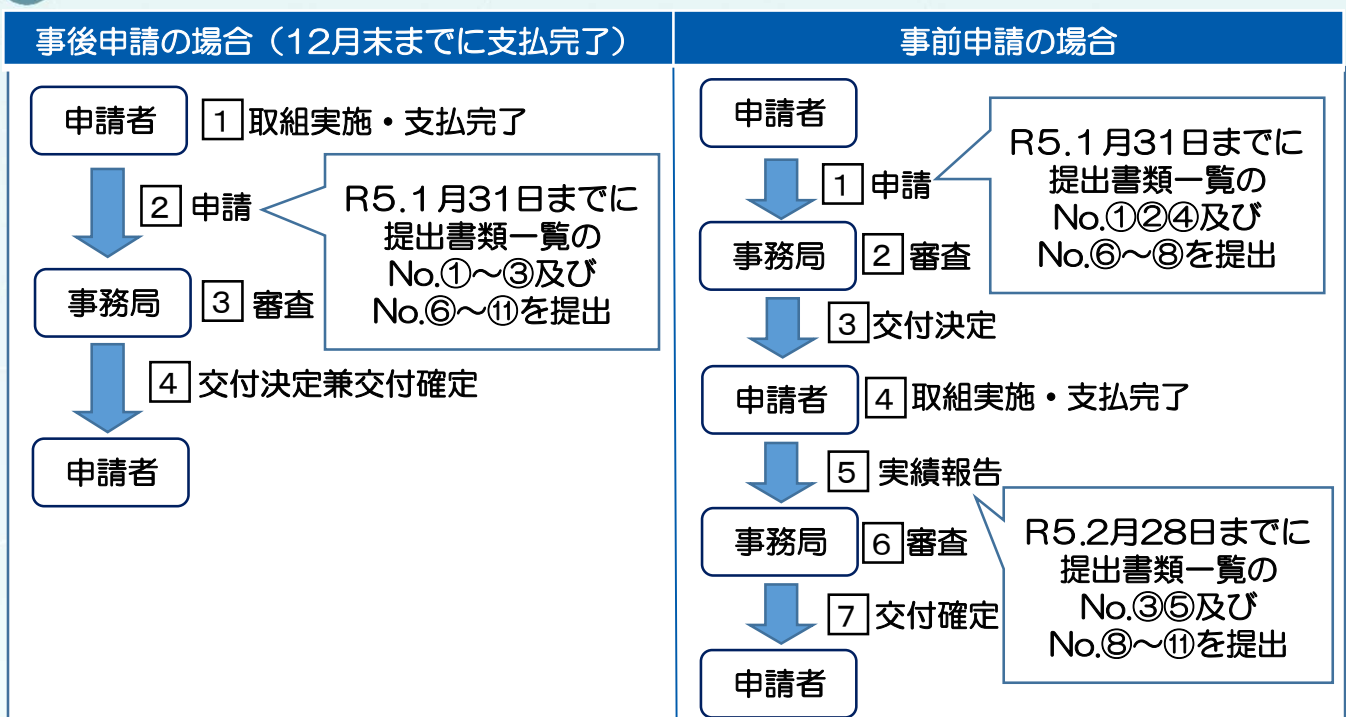 事後申請の場合（12月末までに支払完了）
申請者
1 取組実施・支払完了
2 申請
R5.1月31日までに
提出書類一覧の
No.①～③及び
No.⑥～⑪を提出
事務局
3 審査
4 交付決定兼交付確定
申請者
事前申請の場合
申請者
1 申請
R5.1月31日までに
提出書類一覧の
No.①②④及び
No.⑥～⑧を提出
事務局
2 審査
3 交付決定
申請者
4 取組実施・支払完了
5 実績報告
R5.2月28日までに
提出書類一覧の
No.③⑤及び
No.⑧～⑪を提出
事務局
6 審査
7 交付確定
申請者